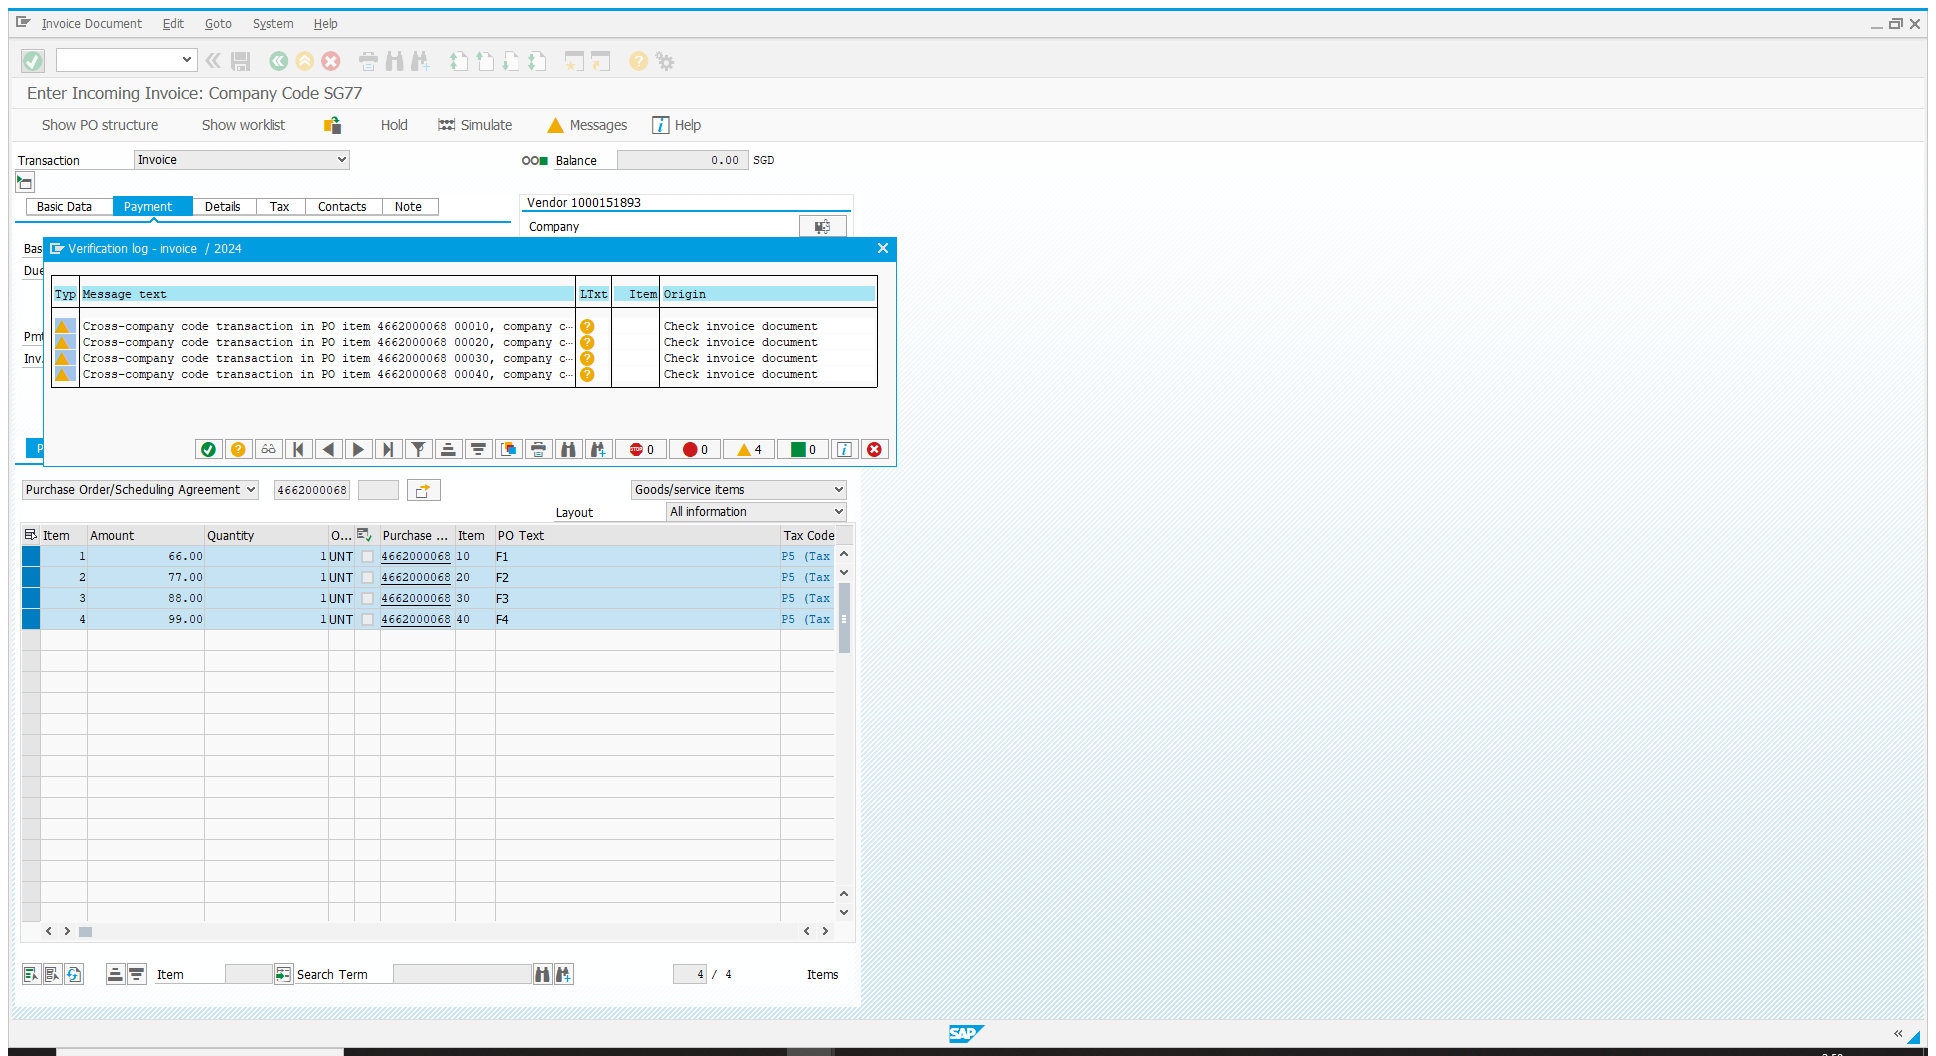 Invoice Document Edit Goto System Help
Enter Incoming Invoice: Company Code SG77
Show PO structure Show worklist Hold Simulate Messages Help
Transaction Invoice Balance 0.00 SGD
Basic Data Payment Details Tax Contacts Note
Vendor 1000151893
Company
Bas
Due
Verification log - invoice / 2024
Typ Message text LTxt Item Origin
Cross-company code transaction in PO item 4662000068 00010, company c… Check invoice document
Cross-company code transaction in PO item 4662000068 00020, company c… Check invoice document
Cross-company code transaction in PO item 4662000068 00030, company c… Check invoice document
Cross-company code transaction in PO item 4662000068 00040, company c… Check invoice document
Pmt
Inv.
P
STOP 0 0 4 0
Purchase Order/Scheduling Agreement 4662000068 Goods/service items
Layout All information
Item Amount Quantity O... Purchase ... Item PO Text Tax Code
1 66.00 1 UNT 4662000068 10 F1 P5 (Tax
2 77.00 1 UNT 4662000068 20 F2 P5 (Tax
3 88.00 1 UNT 4662000068 30 F3 P5 (Tax
4 99.00 1 UNT 4662000068 40 F4 P5 (Tax
Item Search Term 4 / 4 Items
SAP